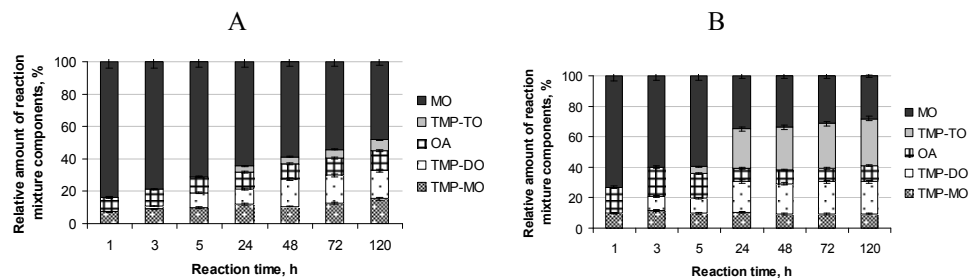 A
Relative amount of reaction
mixture components, %
100
80
60
40
20
0
1 3 5 24 48 72 120
Reaction time, h
MO
TMP-TO
OA
TMP-DO
TMP-MO
B
Relative amount of reaction
mixture components, %
100
80
60
40
20
0
1 3 5 24 48 72 120
Reaction time, h
MO
TMP-TO
OA
TMP-DO
TMP-MO